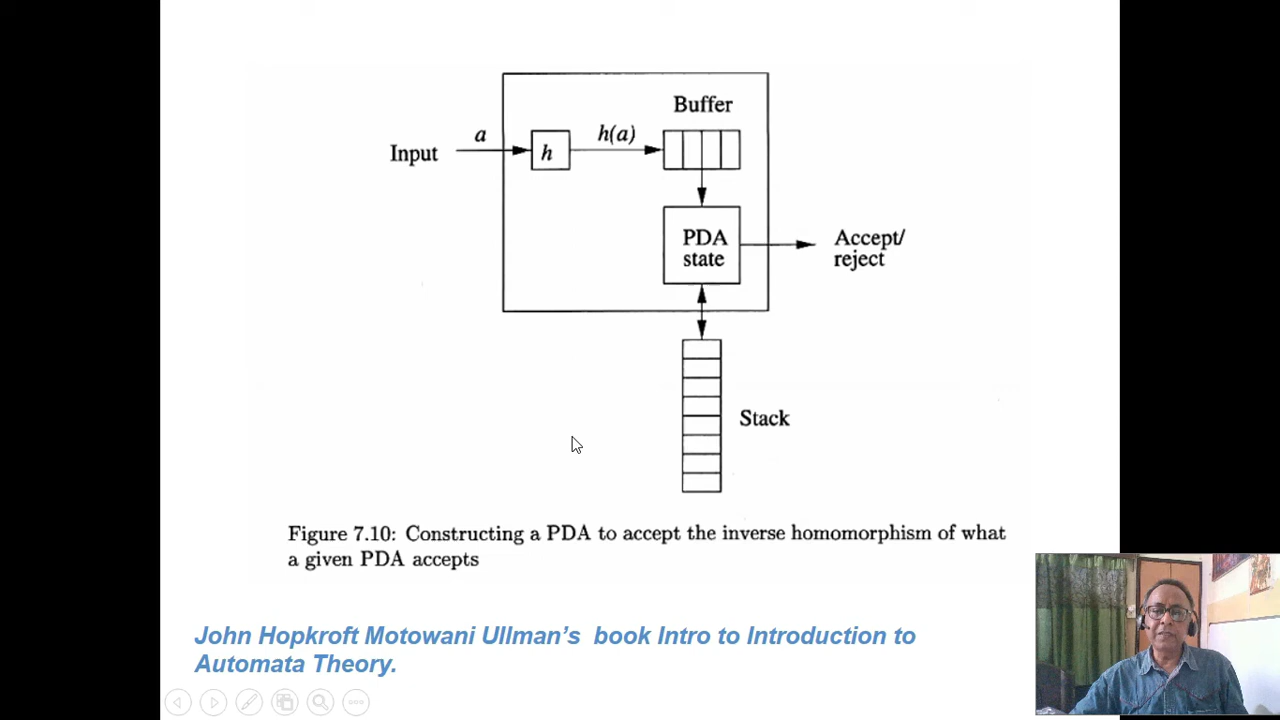 Buffer
a
h(a)
Input
h
PDA
state
Accept/
reject
Stack
Figure 7.10: Constructing a PDA to accept the inverse homomorphism of what
a given PDA accepts
John Hopkroft Motowani Ullman’s  book Intro to Introduction to
Automata Theory.